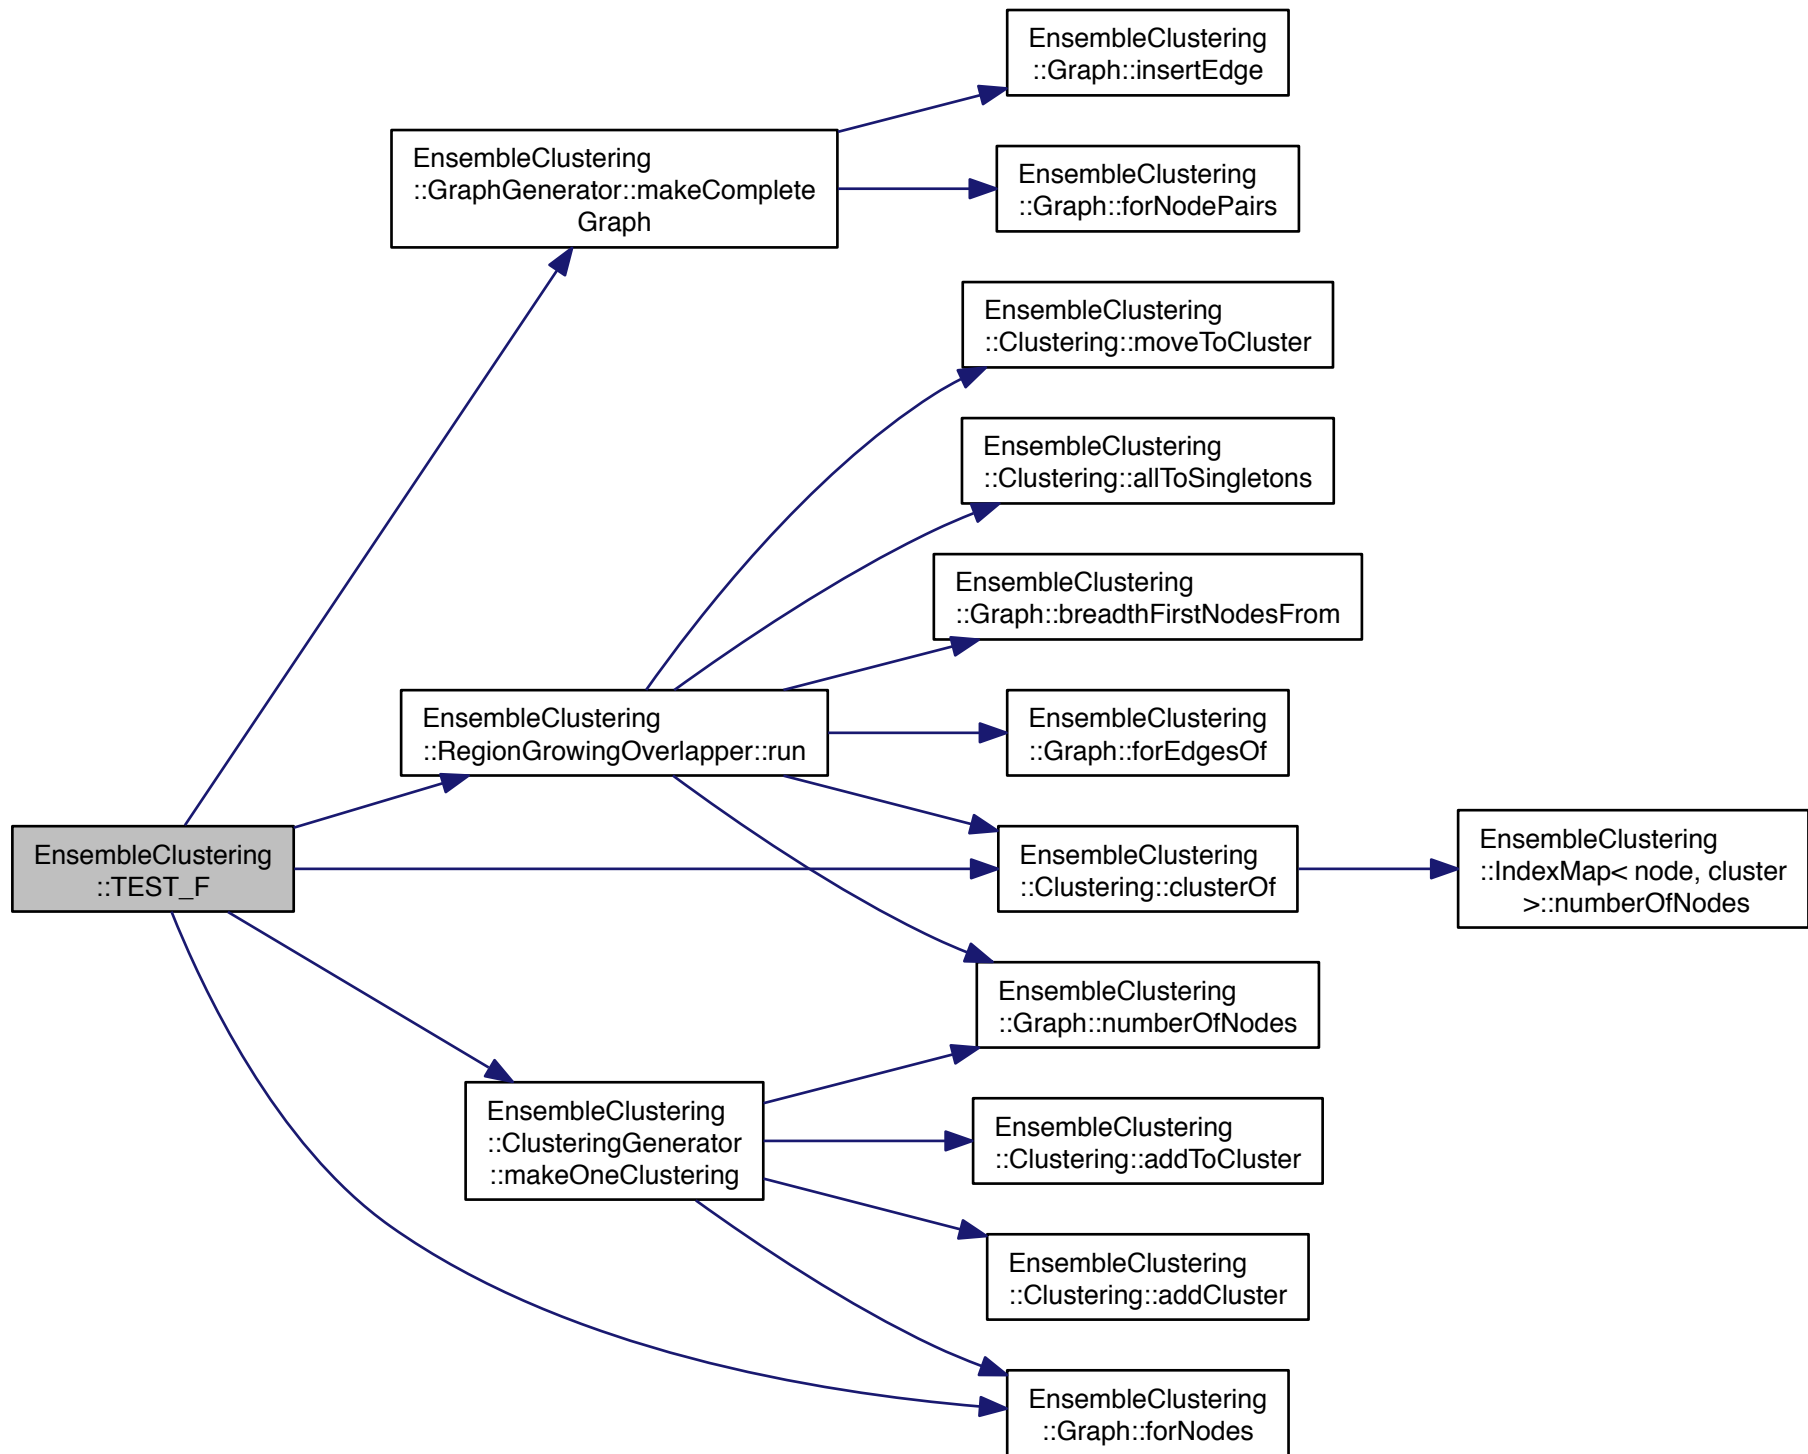 EnsembleClustering
::Graph::insertEdge
EnsembleClustering
::GraphGenerator::makeComplete
Graph
EnsembleClustering
::Graph::forNodePairs
EnsembleClustering
::Clustering::moveToCluster
EnsembleClustering
::Clustering::allToSingletons
EnsembleClustering
::Graph::breadthFirstNodesFrom
EnsembleClustering
::RegionGrowingOverlapper::run
EnsembleClustering
::Graph::forEdgesOf
EnsembleClustering
::TEST_F
EnsembleClustering
::Clustering::clusterOf
EnsembleClustering
::IndexMap< node, cluster
>::numberOfNodes
EnsembleClustering
::Graph::numberOfNodes
EnsembleClustering
::ClusteringGenerator
::makeOneClustering
EnsembleClustering
::Clustering::addToCluster
EnsembleClustering
::Clustering::addCluster
EnsembleClustering
::Graph::forNodes